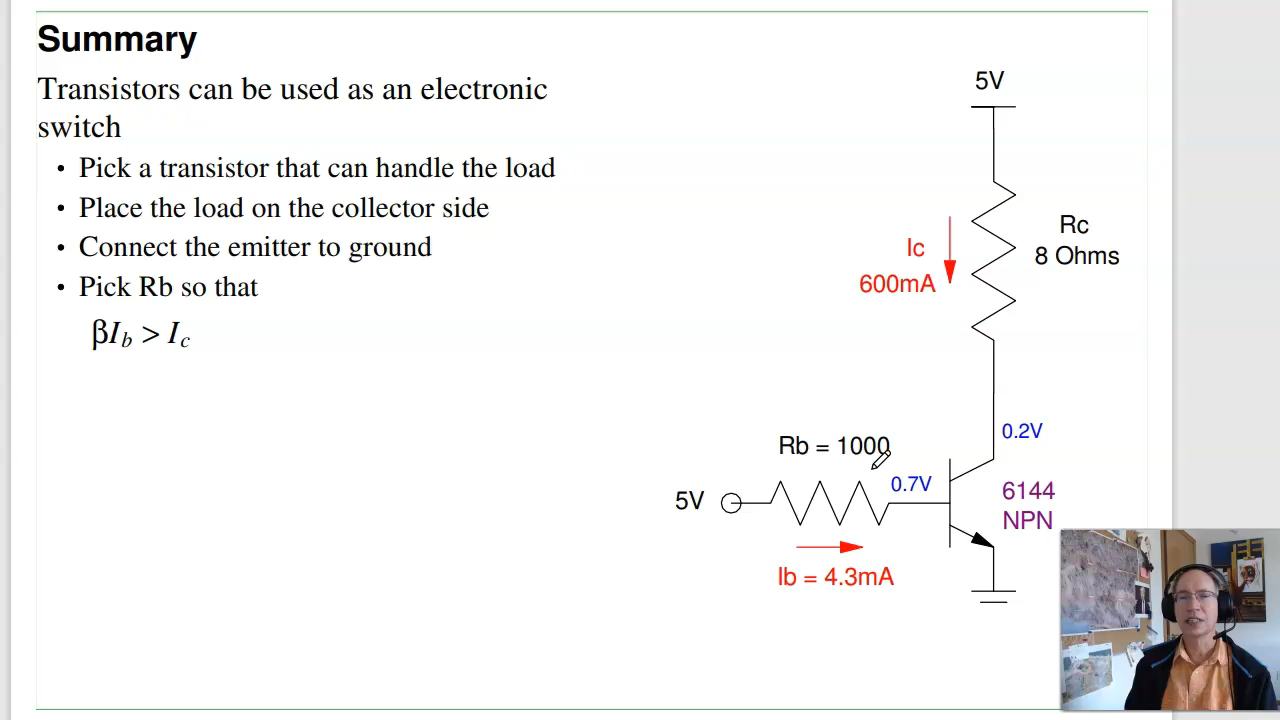 Summary
Transistors can be used as an electronic
switch
• Pick a transistor that can handle the load
• Place the load on the collector side
• Connect the emitter to ground
• Pick Rb so that
βIb > Ic
5V
Rc
8 Ohms
Ic
600mA
0.2V
Rb = 1000
0.7V
5V
6144
NPN
Ib = 4.3mA